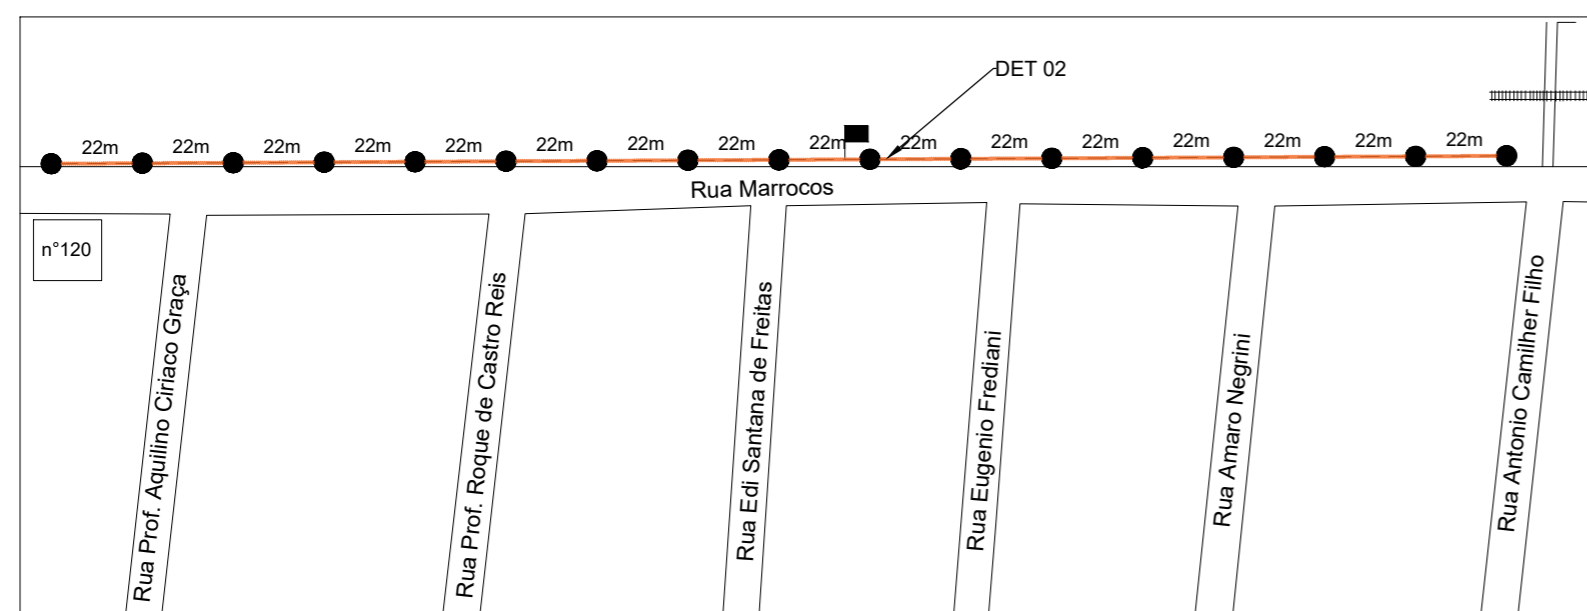 DET 02
22m 22m 22m 22m 22m 22m 22m 22m 22m 22m 22m 22m 22m 22m 22m 22m
Rua Marrocos
n°120
Rua Prof. Aquilino Ciriaco Graça
Rua Prof. Roque de Castro Reis
Rua Edi Santana de Freitas
Rua Eugenio Frediani
Rua Amaro Negrini
Rua Antonio Camilher Filho